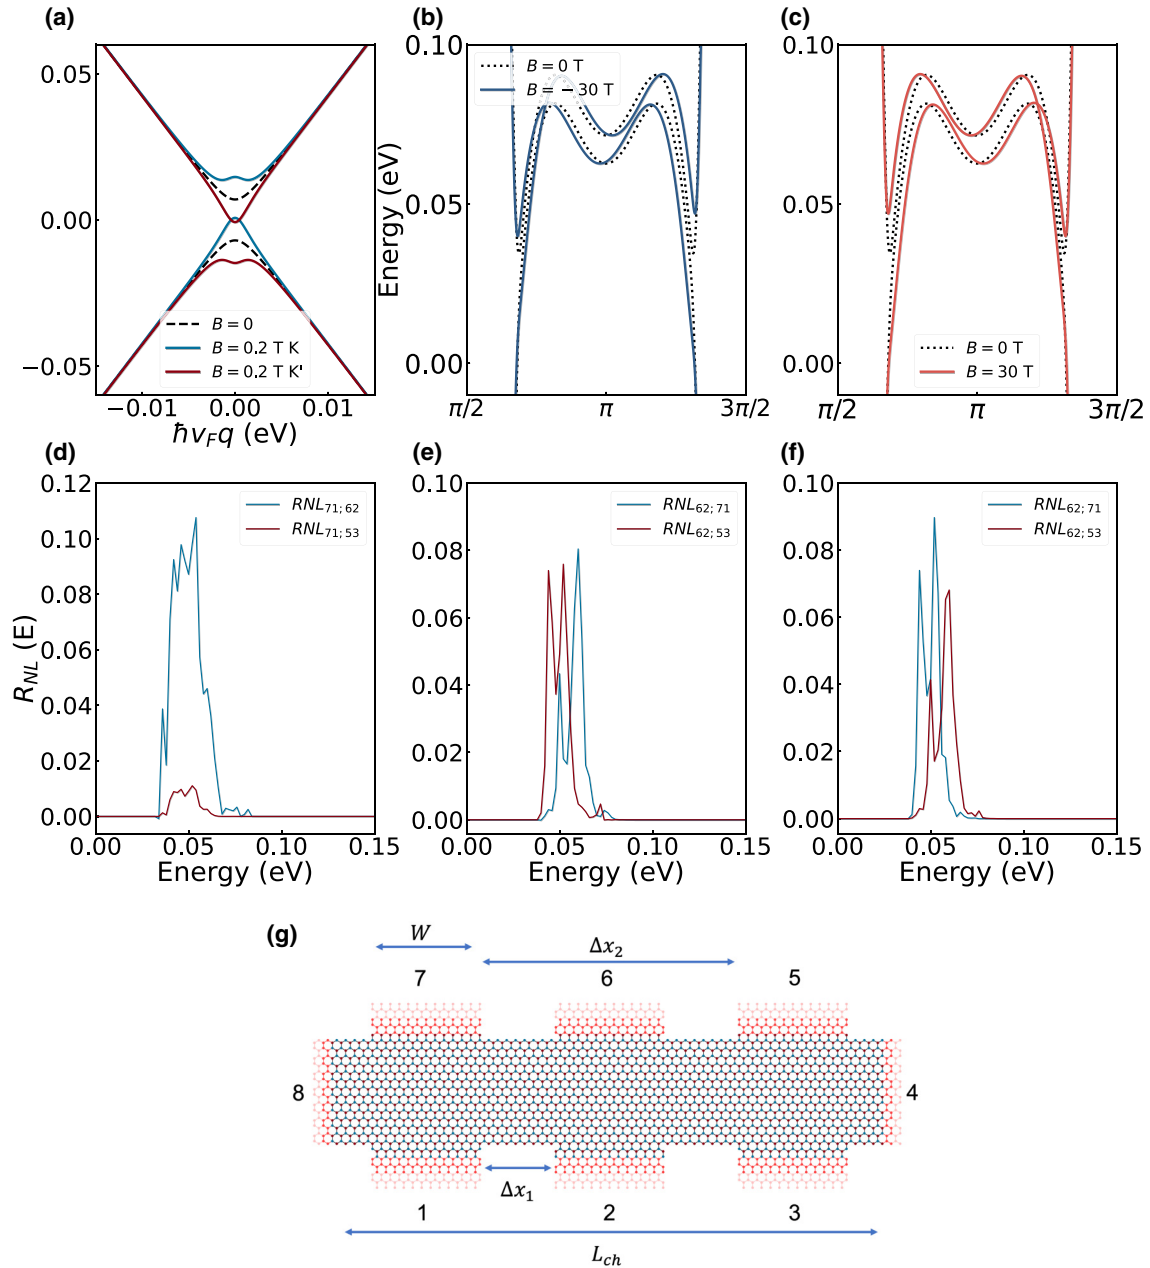 (a)
(b)
(c)
0.05
0.00
−0.05
B = 0
B = 0.2 T K
B = 0.2 T K'
−0.01
0.00
0.01
ħv_F q (eV)
0.10
0.05
0.00
Energy (eV)
B = 0 T
B = −30 T
π/2
π
3π/2
0.10
0.05
0.00
B = 0 T
B = 30 T
π/2
π
3π/2
(d)
(e)
(f)
0.12
0.10
0.08
0.06
0.04
0.02
0.00
R_NL (E)
RNL_71;62
RNL_71;53
0.00
0.05
0.10
0.15
Energy (eV)
0.10
0.08
0.06
0.04
0.02
0.00
RNL_62;71
RNL_62;53
0.00
0.05
0.10
0.15
Energy (eV)
0.10
0.08
0.06
0.04
0.02
0.00
RNL_62;71
RNL_62;53
0.00
0.05
0.10
0.15
Energy (eV)
(g)
W
Δx₂
7
6
5
8
4
Δx₁
1
2
3
L_ch